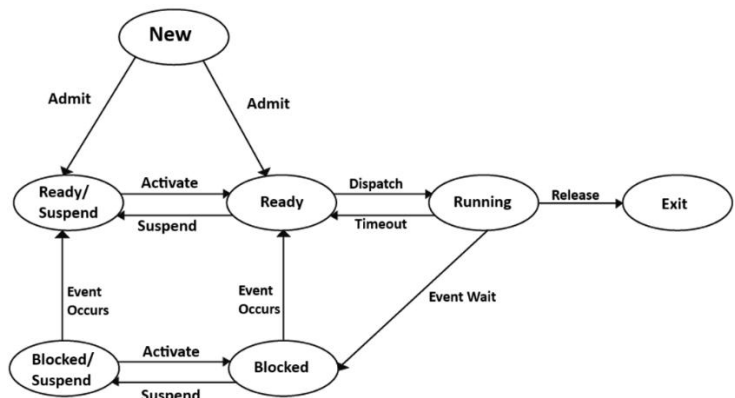 New
Admit
Admit
Ready/
Suspend
Activate
Suspend
Ready
Dispatch
Timeout
Running
Release
Exit
Event
Occurs
Event
Occurs
Event Wait
Blocked/
Suspend
Activate
Suspend
Blocked